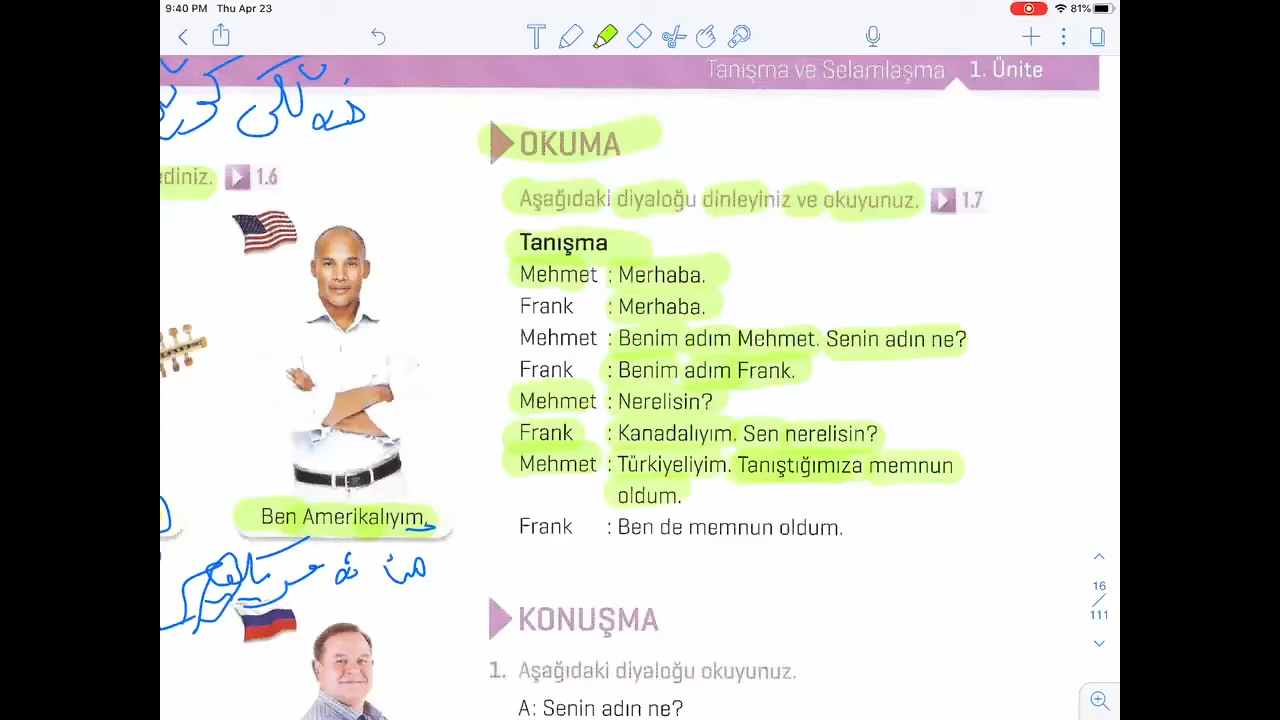 9:40 PM Thu Apr 23
81%
Tanışma ve Selamlaşma 1. Ünite
ediniz. 1.6
Ben Amerikalıyım.
OKUMA
Aşağıdaki diyaloğu dinleyiniz ve okuyunuz. 1.7
Tanışma
Mehmet : Merhaba.
Frank : Merhaba.
Mehmet : Benim adım Mehmet. Senin adın ne?
Frank : Benim adım Frank.
Mehmet : Nerelisin?
Frank : Kanadalıyım. Sen nerelisin?
Mehmet : Türkiyeliyim. Tanıştığımıza memnun
oldum.
Frank : Ben de memnun oldum.
KONUŞMA
1. Aşağıdaki diyaloğu okuyunuz.
A: Senin adın ne?
16
111